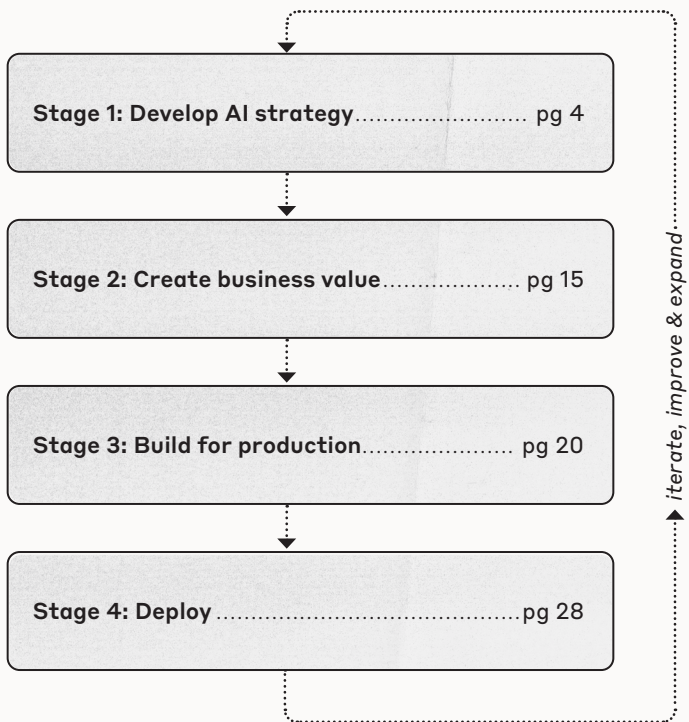 Stage 1: Develop AI strategy........................ pg 4
Stage 2: Create business value................... pg 15
Stage 3: Build for production..................... pg 20
Stage 4: Deploy ...........................................pg 28
iterate, improve & expand